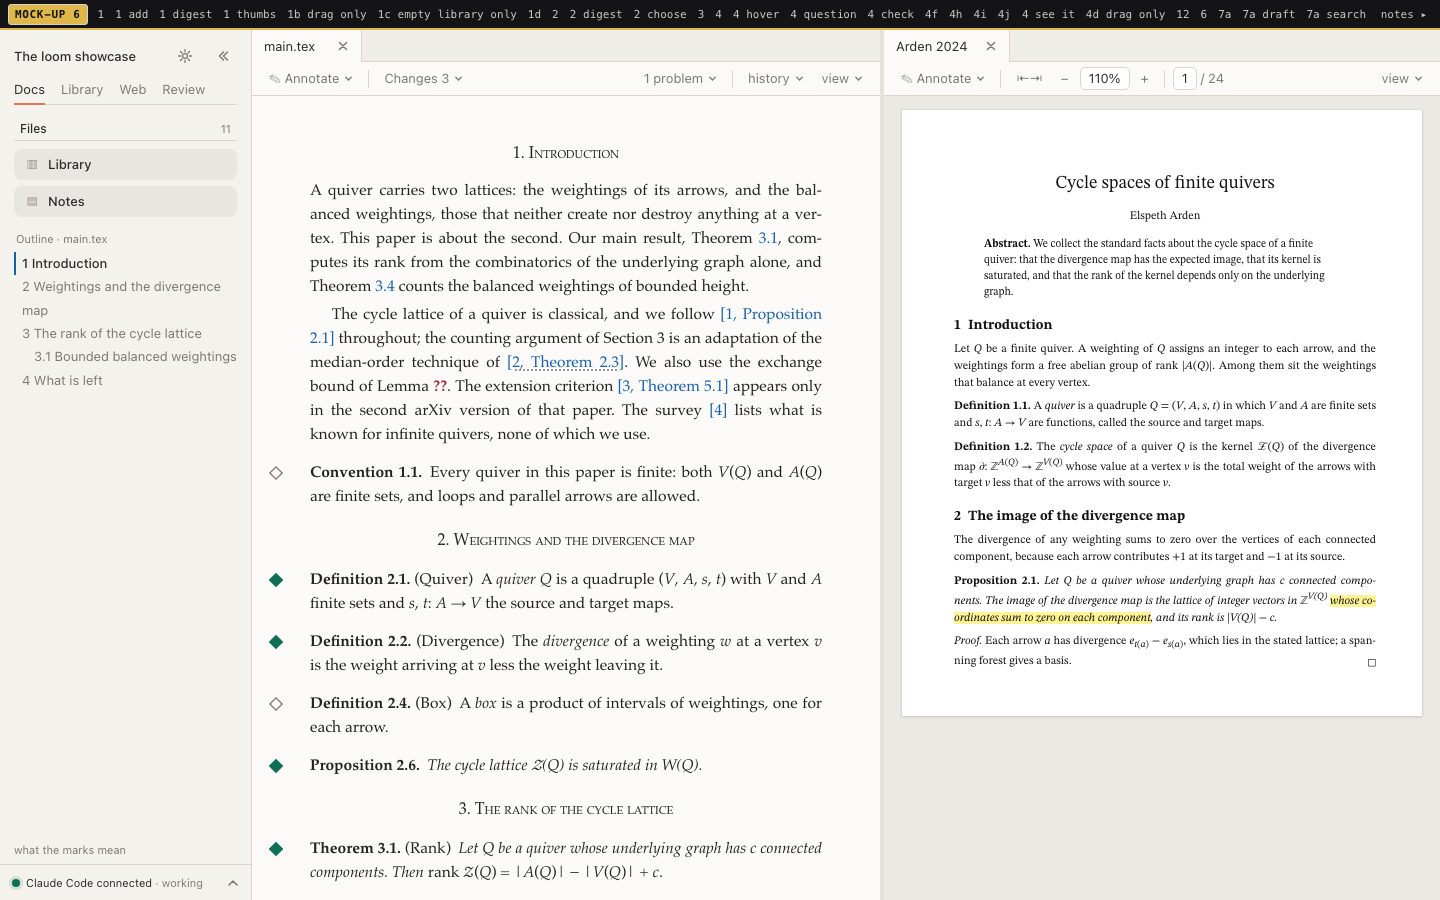 MOCK-UP 6 1 1 add 1 digest 1 thumbs 1b drag only 1c empty library only 1d 2 2 digest 2 choose 3 4 4 hover 4 question 4 check 4f 4h 4i 4j 4 see it 4d drag only 12 6 7a 7a draft 7a search notes ▸
The loom showcase
Docs Library Web Review
Files 11
Library
Notes
Outline · main.tex
1 Introduction
2 Weightings and the divergence
map
3 The rank of the cycle lattice
3.1 Bounded balanced weightings
4 What is left
what the marks mean
Claude Code connected · working
main.tex ✕
Annotate Changes 3 1 problem history view
1. Introduction
A quiver carries two lattices: the weightings of its arrows, and the bal-
anced weightings, those that neither create nor destroy anything at a ver-
tex. This paper is about the second. Our main result, Theorem 3.1, com-
putes its rank from the combinatorics of the underlying graph alone, and
Theorem 3.4 counts the balanced weightings of bounded height.
The cycle lattice of a quiver is classical, and we follow [1, Proposition
2.1] throughout; the counting argument of Section 3 is an adaptation of the
median-order technique of [2, Theorem 2.3]. We also use the exchange
bound of Lemma ??. The extension criterion [3, Theorem 5.1] appears only
in the second arXiv version of that paper. The survey [4] lists what is
known for infinite quivers, none of which we use.
Convention 1.1. Every quiver in this paper is finite: both V(Q) and A(Q)
are finite sets, and loops and parallel arrows are allowed.
2. Weightings and the divergence map
Definition 2.1. (Quiver) A quiver Q is a quadruple (V, A, s, t) with V and A
finite sets and s, t: A → V the source and target maps.
Definition 2.2. (Divergence) The divergence of a weighting w at a vertex v
is the weight arriving at v less the weight leaving it.
Definition 2.4. (Box) A box is a product of intervals of weightings, one for
each arrow.
Proposition 2.6. The cycle lattice 𝒵(Q) is saturated in W(Q).
3. The rank of the cycle lattice
Theorem 3.1. (Rank) Let Q be a quiver whose underlying graph has c connected
components. Then rank 𝒵(Q) = |A(Q)| − |V(Q)| + c.
Arden 2024 ✕
Annotate − 110% + 1 / 24 view
Cycle spaces of finite quivers
Elspeth Arden
Abstract. We collect the standard facts about the cycle space of a finite
quiver: that the divergence map has the expected image, that its kernel is
saturated, and that the rank of the kernel depends only on the underlying
graph.
1 Introduction
Let Q be a finite quiver. A weighting of Q assigns an integer to each arrow, and the
weightings form a free abelian group of rank |A(Q)|. Among them sit the weightings
that balance at every vertex.
Definition 1.1. A quiver is a quadruple Q = (V, A, s, t) in which V and A are finite sets
and s, t: A → V are functions, called the source and target maps.
Definition 1.2. The cycle space of a quiver Q is the kernel 𝒵(Q) of the divergence
map ∂: ℤ^A(Q) → ℤ^V(Q) whose value at a vertex v is the total weight of the arrows with
target v less that of the arrows with source v.
2 The image of the divergence map
The divergence of any weighting sums to zero over the vertices of each connected
component, because each arrow contributes +1 at its target and −1 at its source.
Proposition 2.1. Let Q be a quiver whose underlying graph has c connected compo-
nents. The image of the divergence map is the lattice of integer vectors in ℤ^V(Q) whose co-
ordinates sum to zero on each component, and its rank is |V(Q)| − c.
Proof. Each arrow a has divergence e_t(a) − e_s(a), which lies in the stated lattice; a span-
ning forest gives a basis. □